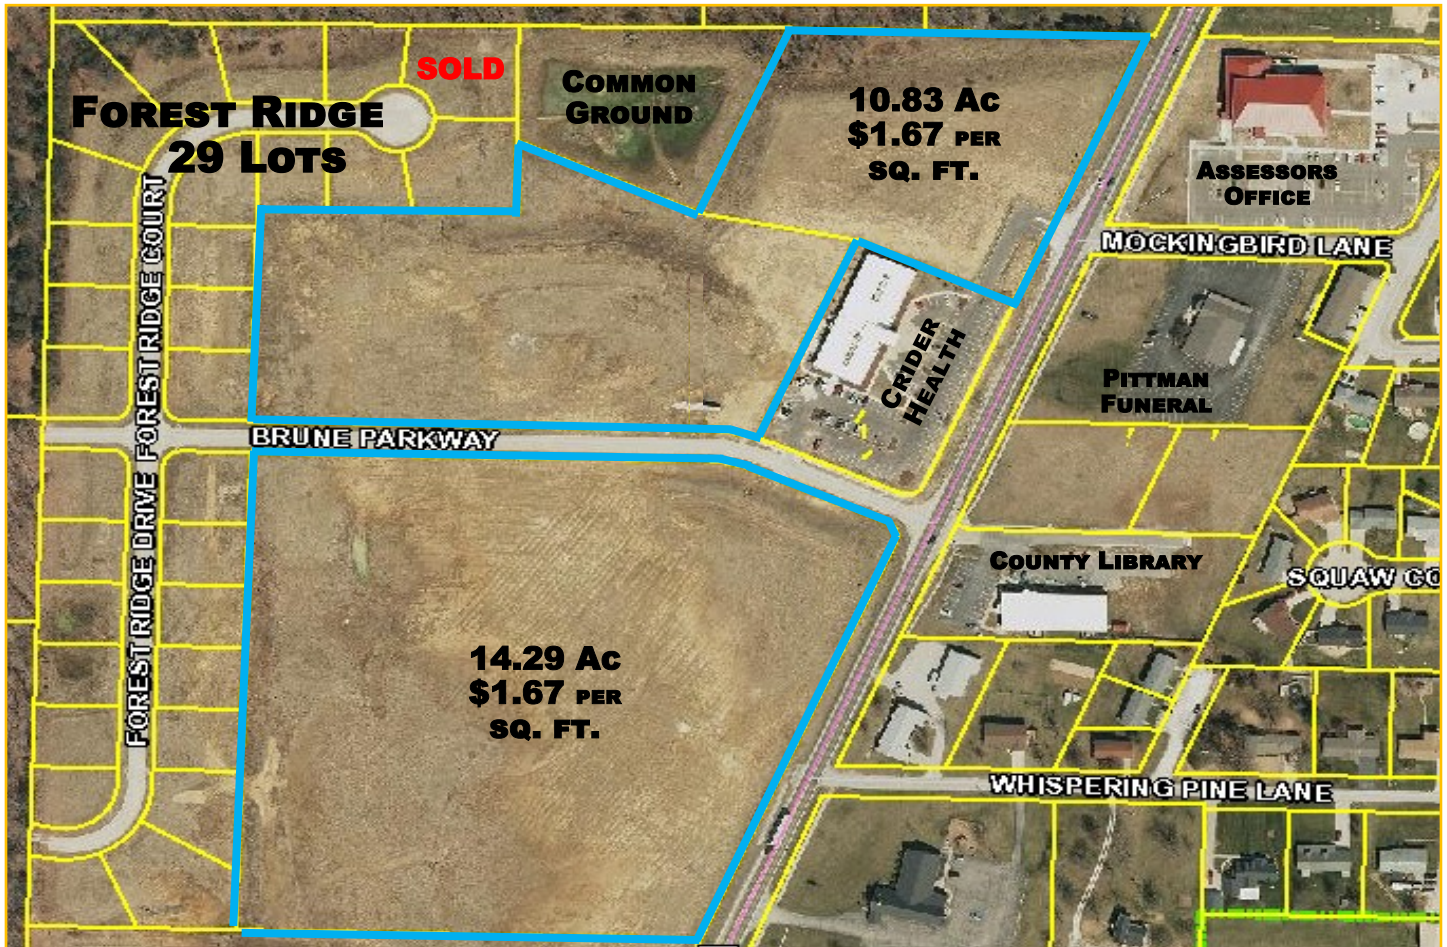 SOLD
FOREST RIDGE
29 LOTS
COMMON
GROUND
10.83 AC
$1.67 PER
SQ. FT.
ASSESSORS
OFFICE
MOCKINGBIRD LANE
FOREST RIDGE COURT
CRIDER
HEALTH
PITTMAN
FUNERAL
BRUNE PARKWAY
FOREST RIDGE DRIVE
COUNTY LIBRARY
SQUAW CO
14.29 AC
$1.67 PER
SQ. FT.
WHISPERING PINE LANE